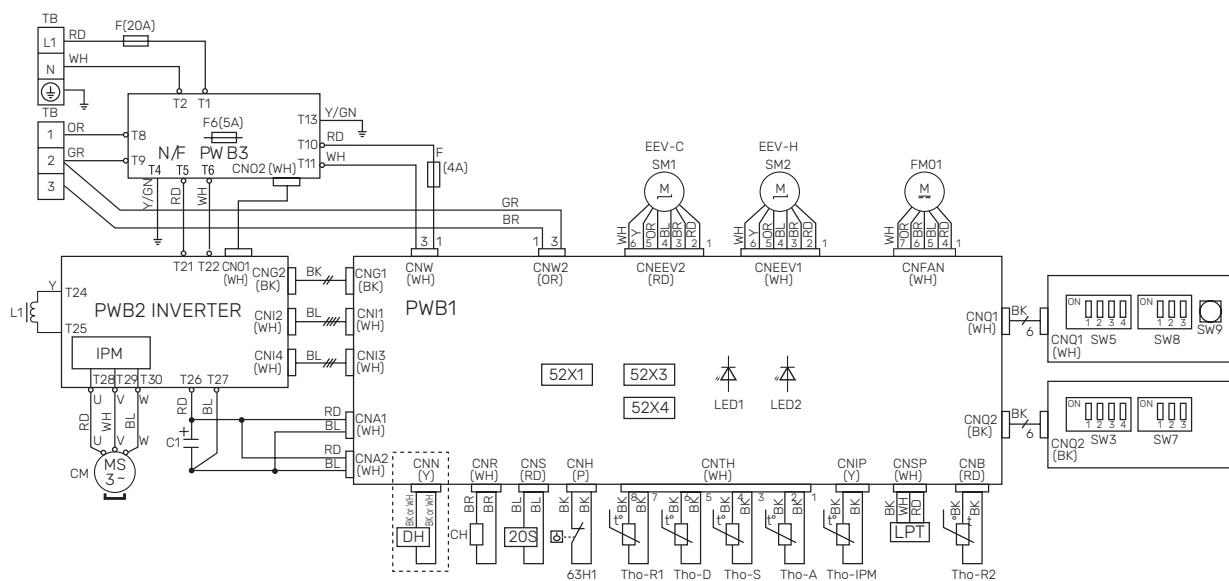 TB
L1
RD
F(20A)
N
WH
T2
T1
TB
1
OR
T8
2
GR
T9
3
F6(5A)
N/F PWB3
T13
Y/GN
T10
RD
T11
WH
F
(4A)
T4
T5
T6
CNO2 (WH)
Y/GN
RD
WH
GR
BR
T21
T22
CNO1
(WH)
Y
T24
L1
T25
PWB2 INVERTER
IPM
CNG2
(BK)
BK
CNG1
(BK)
CNI2
(WH)
BL
CNI1
(WH)
CNI4
(WH)
BL
CNI3
(WH)
T28
T29
T30
T26
T27
U
V
W
RD
WH
BL
U
V
W
CM
MS
3~
RD
BL
+
C1
RD
BL
CNA1
(WH)
RD
BL
CNA2
(WH)
PWB1
3
1
CNW
(WH)
1
3
CNW2
(OR)
EEV-C
SM1
M
WH
Y
OR
BL
BR
RD
6
5
4
3
2
1
CNEEV2
(RD)
EEV-H
SM2
M
WH
Y
OR
BL
BR
RD
6
5
4
3
2
1
CNEEV1
(WH)
FM01
M
WH
OR
BR
BL
RD
7
6
5
4
1
CNFAN
(WH)
52X1
52X3
52X4
LED1
LED2
CNQ1
(WH)
BK
6
CNQ1
(WH)
ON
1 2 3 4
SW5
ON
1 2 3
SW8
SW9
CNQ2
(BK)
BK
6
CNQ2
(BK)
ON
1 2 3 4
SW3
ON
1 2 3
SW7
CNN
(Y)
BK or WH
BK or WH
DH
CNR
(WH)
BR
BR
CH
CNS
(RD)
BL
BL
20S
CNH
(P)
BK
BK
63H1
CNTH
(WH)
8
7
6
5
4
3
2
1
BK
BK
t°
Tho-R1
BK
BK
t°
Tho-D
BK
BK
t°
Tho-S
BK
BK
t°
Tho-A
CNIP
(Y)
BK
BK
t°
Tho-IPM
CNSP
(WH)
BK
WH
RD
LPT
CNB
(RD)
BK
BK
t°
Tho-R2